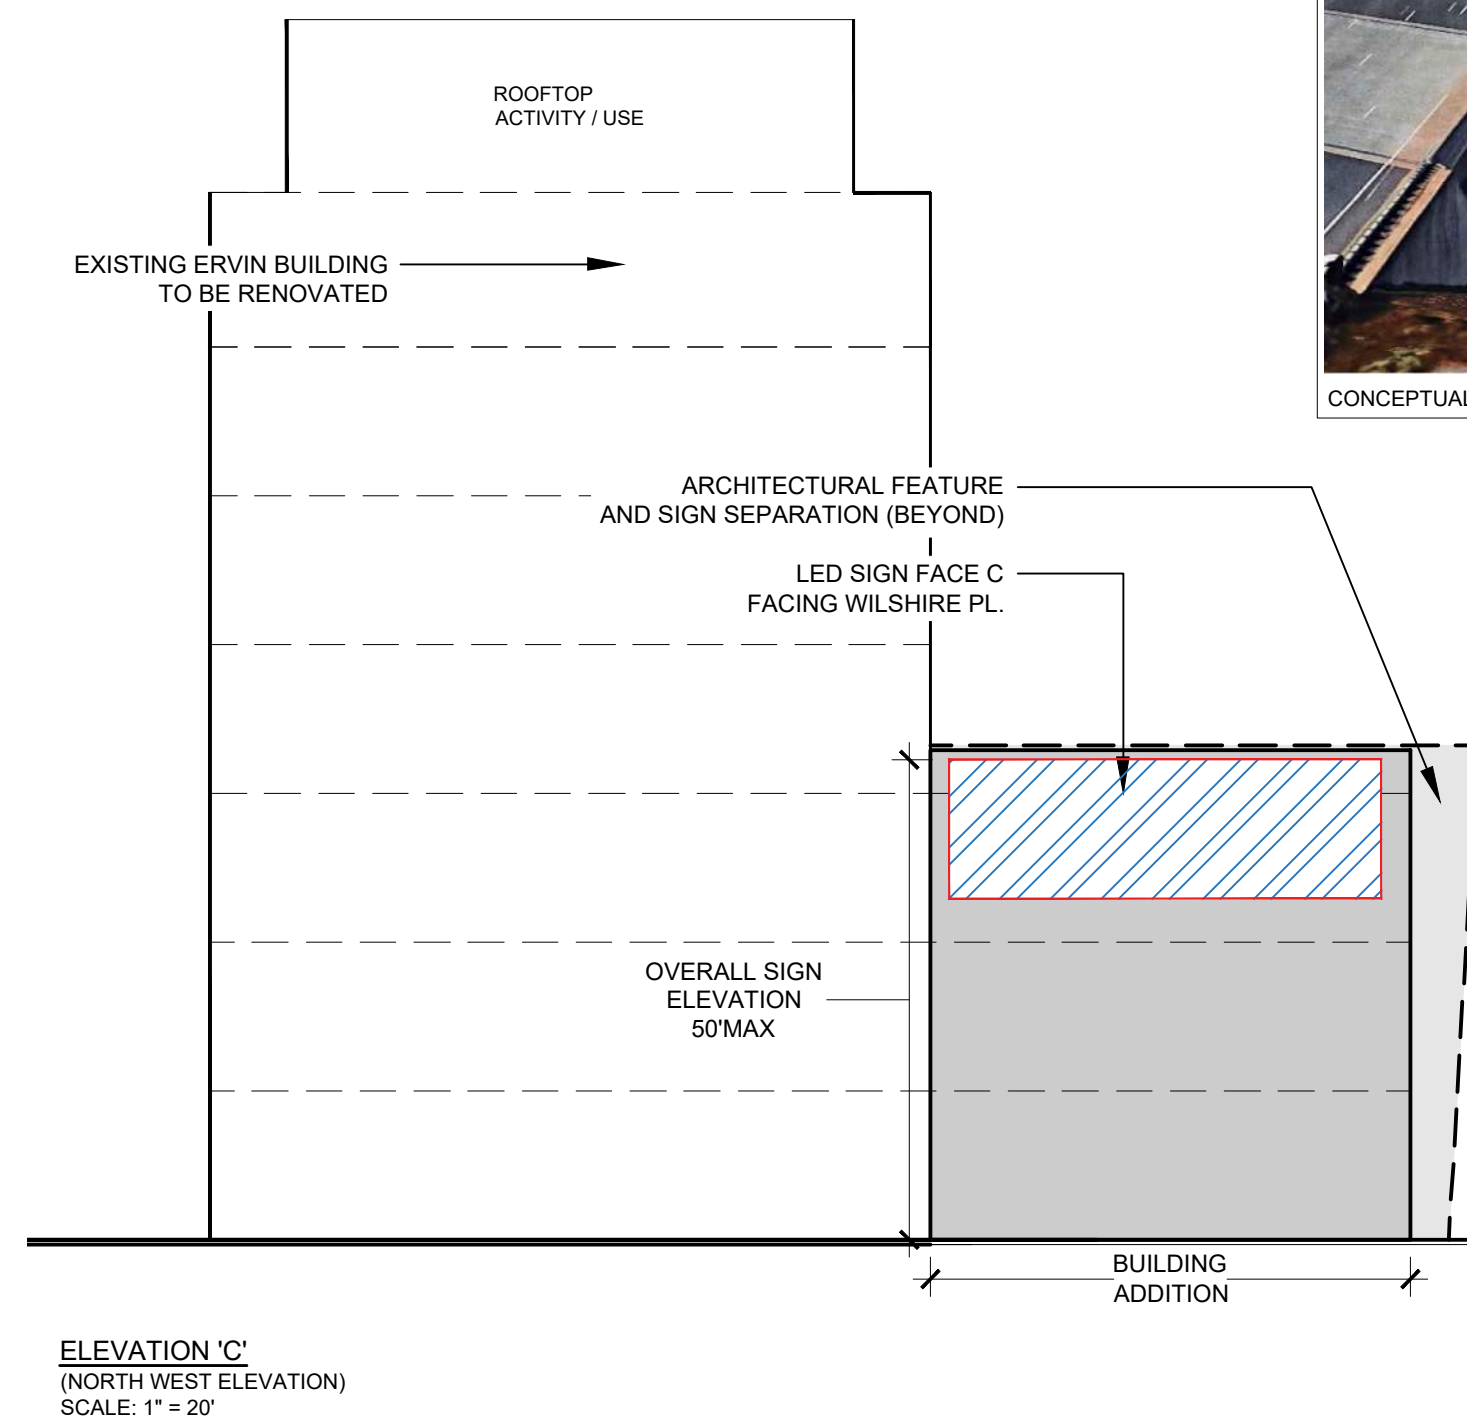 ROOFTOP
ACTIVITY / USE
EXISTING ERVIN BUILDING
TO BE RENOVATED
CONCEPTUAL
ARCHITECTURAL FEATURE
AND SIGN SEPARATION (BEYOND)
LED SIGN FACE C
FACING WILSHIRE PL.
OVERALL SIGN
ELEVATION
50'MAX
BUILDING
ADDITION
ELEVATION 'C'
(NORTH WEST ELEVATION)
SCALE: 1" = 20'